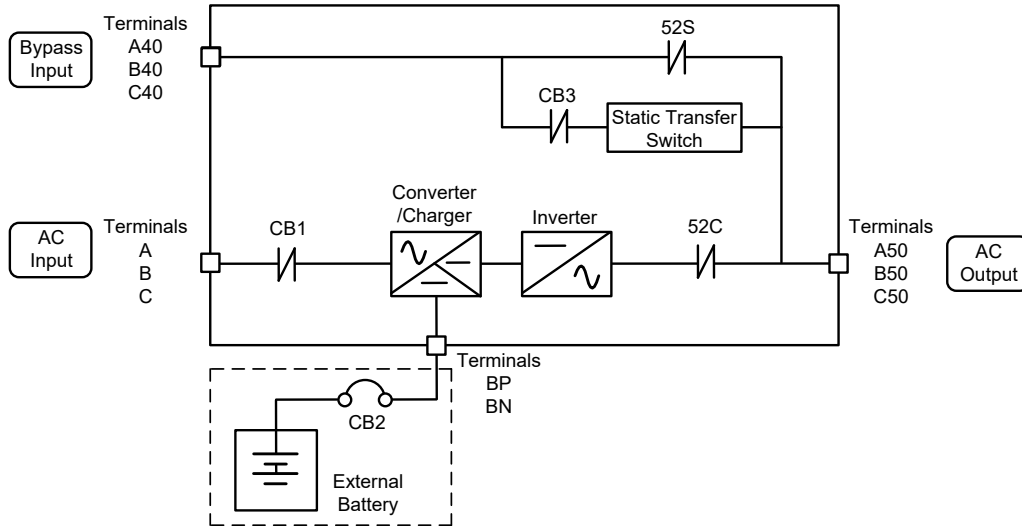 Bypass
Input
Terminals
A40
B40
C40
52S
CB3
Static Transfer
Switch
AC
Input
Terminals
A
B
C
CB1
Converter
/Charger
Inverter
52C
Terminals
A50
B50
C50
AC
Output
Terminals
BP
BN
CB2
External
Battery